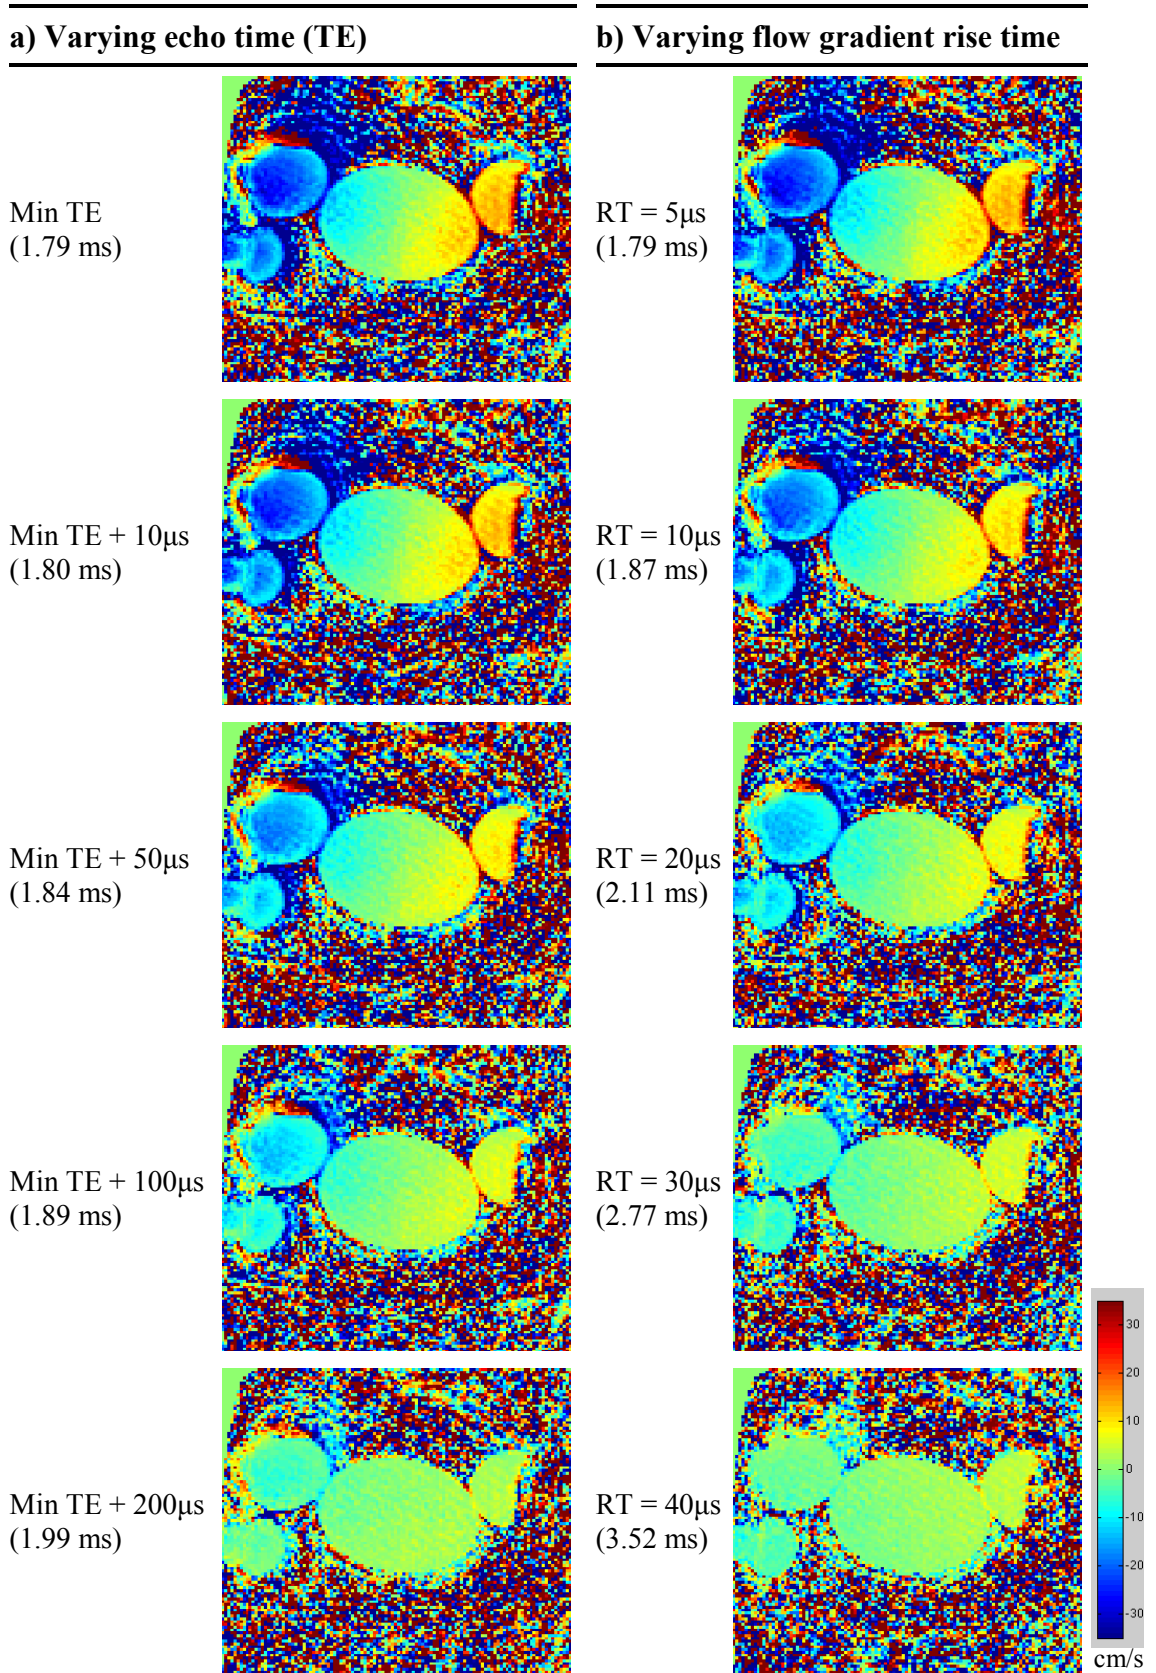 a) Varying echo time (TE)
b) Varying flow gradient rise time
Min TE
(1.79 ms)
RT = 5μs
(1.79 ms)
Min TE + 10μs
(1.80 ms)
RT = 10μs
(1.87 ms)
Min TE + 50μs
(1.84 ms)
RT = 20μs
(2.11 ms)
Min TE + 100μs
(1.89 ms)
RT = 30μs
(2.77 ms)
Min TE + 200μs
(1.99 ms)
RT = 40μs
(3.52 ms)
30
20
10
0
-10
-20
-30
cm/s